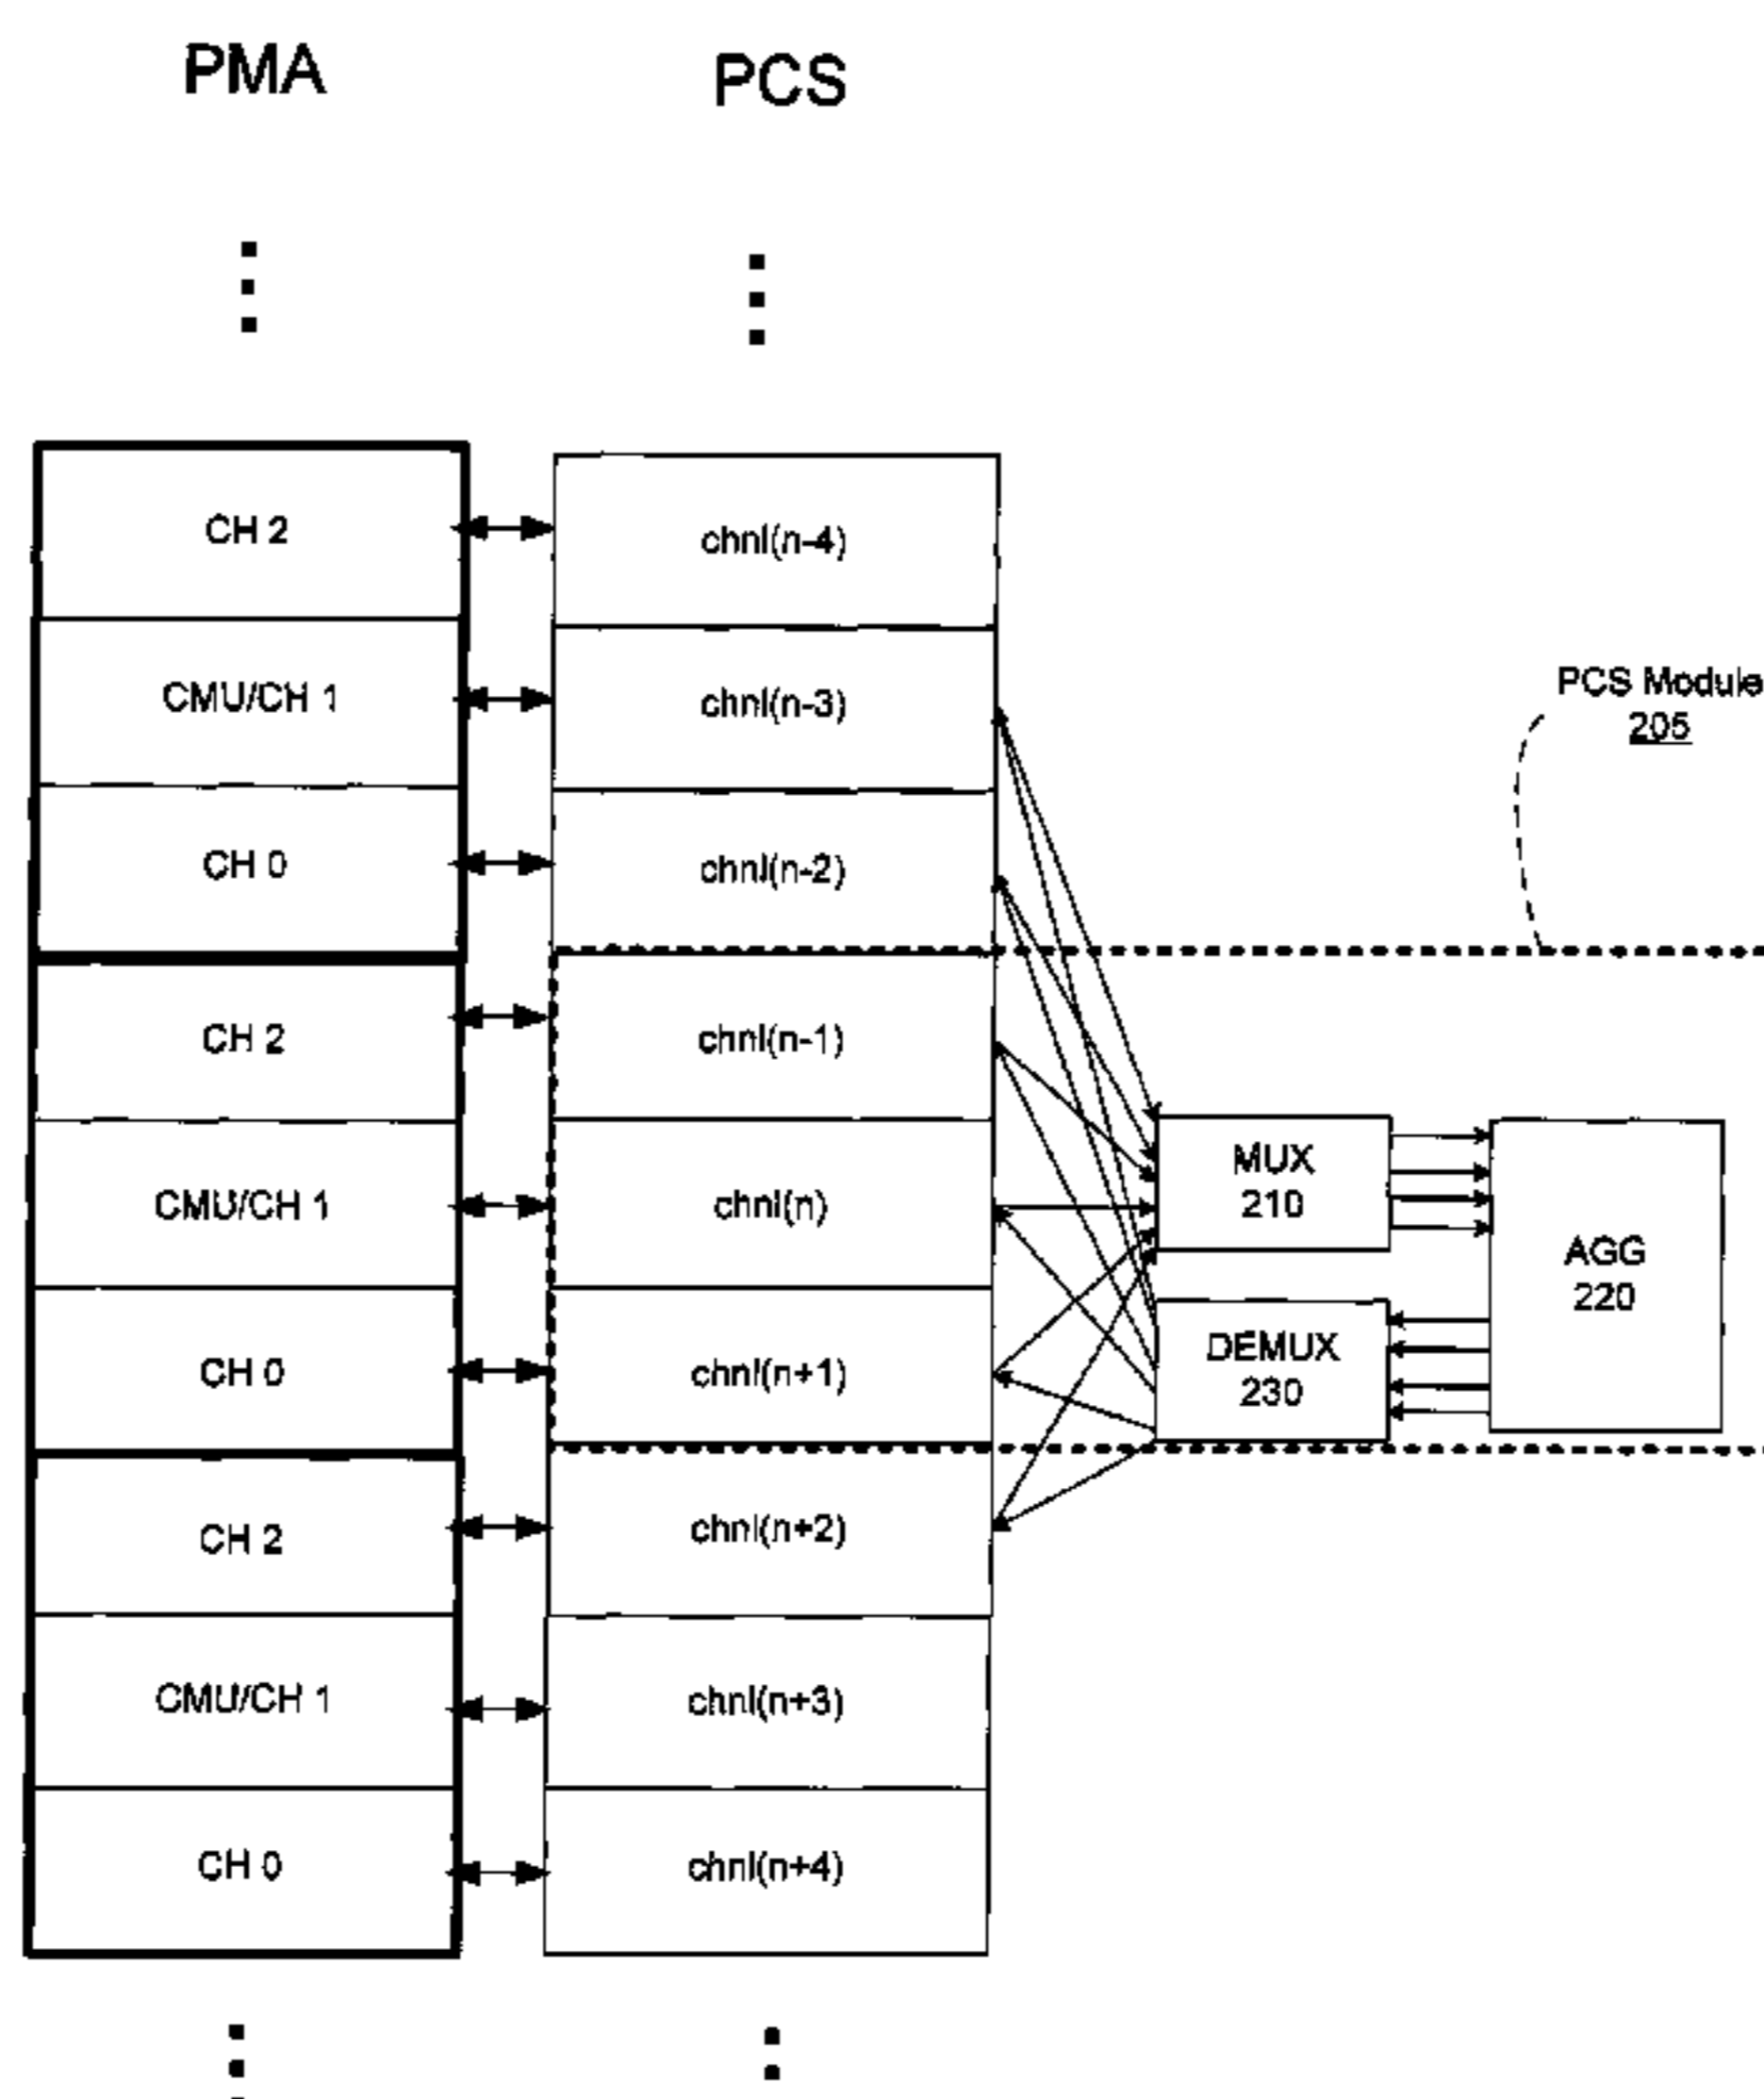 PMA
PCS
CH 2
chnl(n-4)
CMU/CH 1
chnl(n-3)
PCS Module
205
CH 0
chnl(n-2)
CH 2
chnl(n-1)
CMU/CH 1
chnl(n)
MUX
210
AGG
220
CH 0
chnl(n+1)
DEMUX
230
CH 2
chnl(n+2)
CMU/CH 1
chnl(n+3)
CH 0
chnl(n+4)